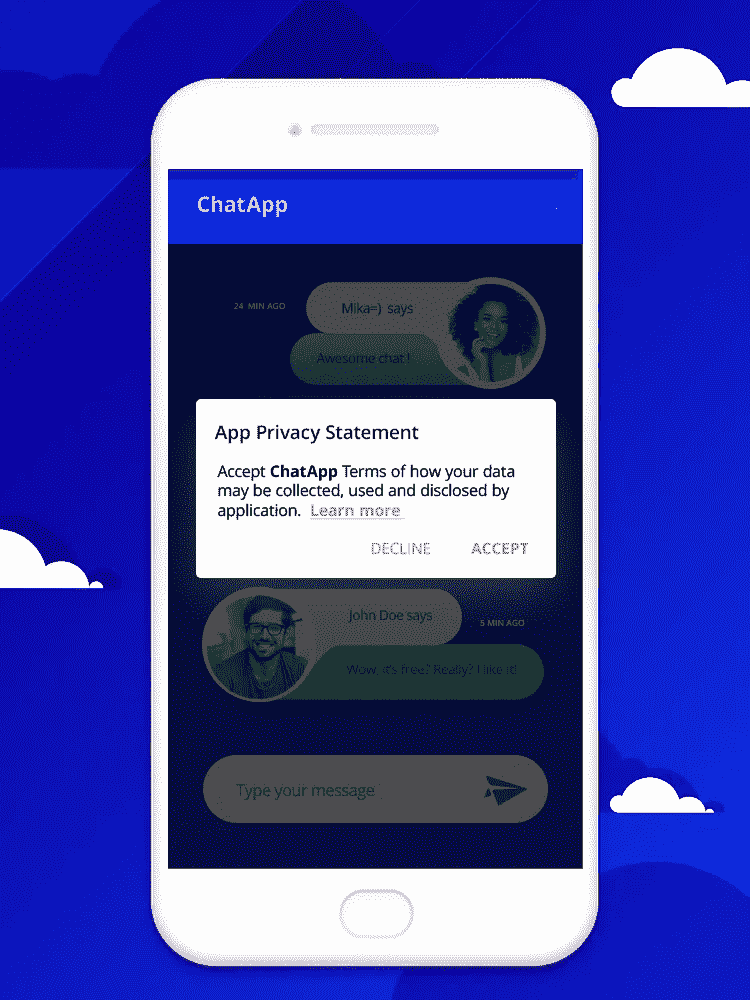 ChatApp
24 MIN AGO
Mika=) says
Awesome chat !
App Privacy Statement
Accept ChatApp Terms of how your data
may be collected, used and disclosed by
application. Learn more
DECLINE ACCEPT
John Doe says
5 MIN AGO
Wow, it's free? Really? I like it!
Type your message